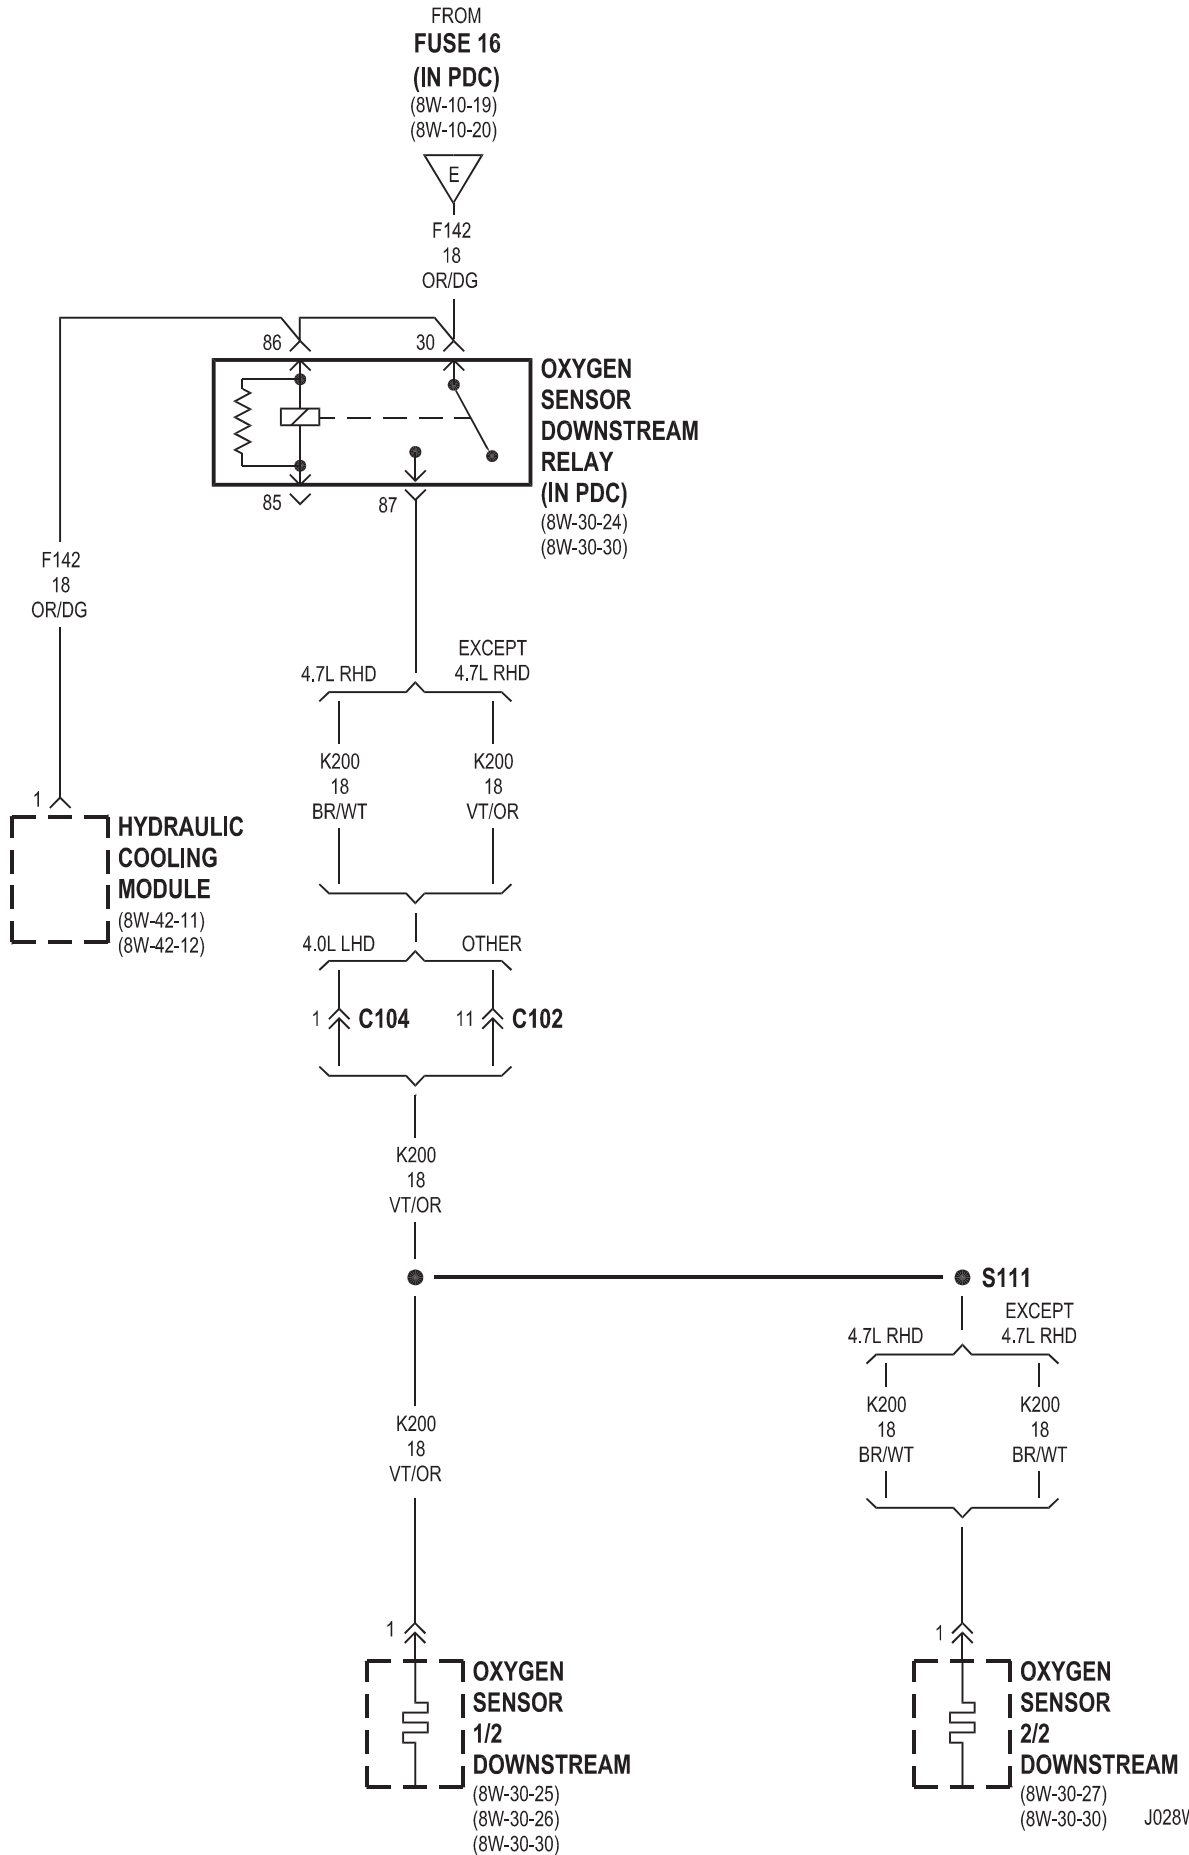 FROM
FUSE 16
(IN PDC)
(8W-10-19)
(8W-10-20)
E
F142
18
OR/DG
86
30
OXYGEN
SENSOR
DOWNSTREAM
RELAY
(IN PDC)
(8W-30-24)
(8W-30-30)
85
87
F142
18
OR/DG
4.7L RHD
EXCEPT
4.7L RHD
K200
18
BR/WT
K200
18
VT/OR
1
HYDRAULIC
COOLING
MODULE
(8W-42-11)
(8W-42-12)
4.0L LHD
OTHER
1
C104
11
C102
K200
18
VT/OR
S111
4.7L RHD
EXCEPT
4.7L RHD
K200
18
VT/OR
K200
18
BR/WT
K200
18
BR/WT
1
OXYGEN
SENSOR
1/2
DOWNSTREAM
(8W-30-25)
(8W-30-26)
(8W-30-30)
1
OXYGEN
SENSOR
2/2
DOWNSTREAM
(8W-30-27)
(8W-30-30)
J028W